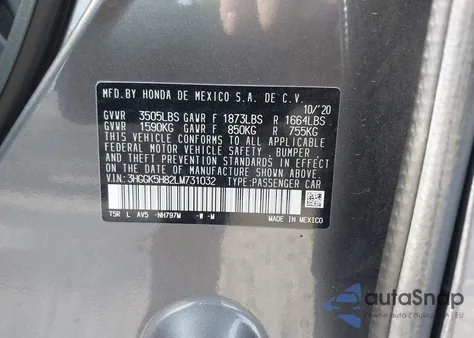 MFD.BY HONDA DE MEXICO S.A. DE C.V.
10/'20
GVWR 3505LBS GAWR F 1873LBS R 1664LBS
GVWR 1590KG GAWR F 850KG R 755KG
THIS VEHICLE CONFORMS TO ALL APPLICABLE
FEDERAL MOTOR VEHICLE SAFETY, BUMPER
AND THEFT PREVENTION STANDARDS IN
EFFECT ON THE DATE OF MANUFACTURE SHOWN ABOVE.
V.I.N.: 3HGGK5H82LM731032 TYPE:PASSENGER CAR
T5R L AV5 -NH797M -W -M
MADE IN MEXICO
autaSnap